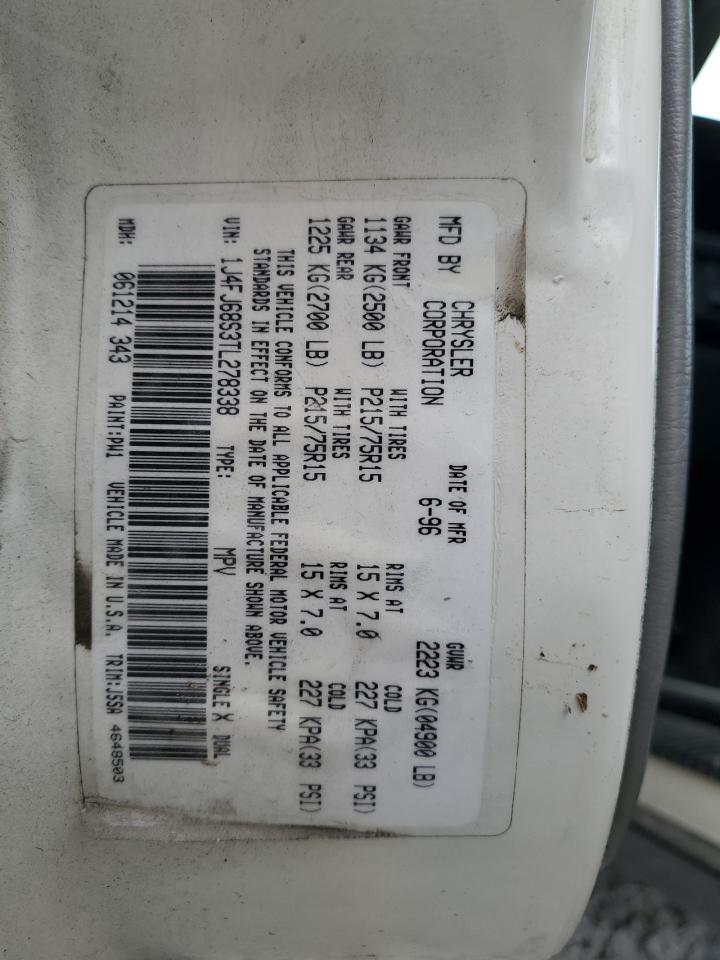 MFD BY CHRYSLER CORPORATION DATE OF MFR 6-96 GVWR 2223 KG(04900 LB)
GAWR FRONT WITH TIRES RIMS AT COLD
1134 KG(2500 LB) P215/75R15 15 X 7.0 227 KPA(33 PSI)
GAWR REAR WITH TIRES RIMS AT COLD
1225 KG(2700 LB) P215/75R15 15 X 7.0 227 KPA(33 PSI)
THIS VEHICLE CONFORMS TO ALL APPLICABLE FEDERAL MOTOR VEHICLE SAFETY
STANDARDS IN EFFECT ON THE DATE OF MANUFACTURE SHOWN ABOVE.
VIN: 1J4FJ68S3TL278338 TYPE: MPV SINGLE X DUAL
MDH: 061214 343 PAINT:PW1 VEHICLE MADE IN U.S.A. TRIM:J5SA 4648503